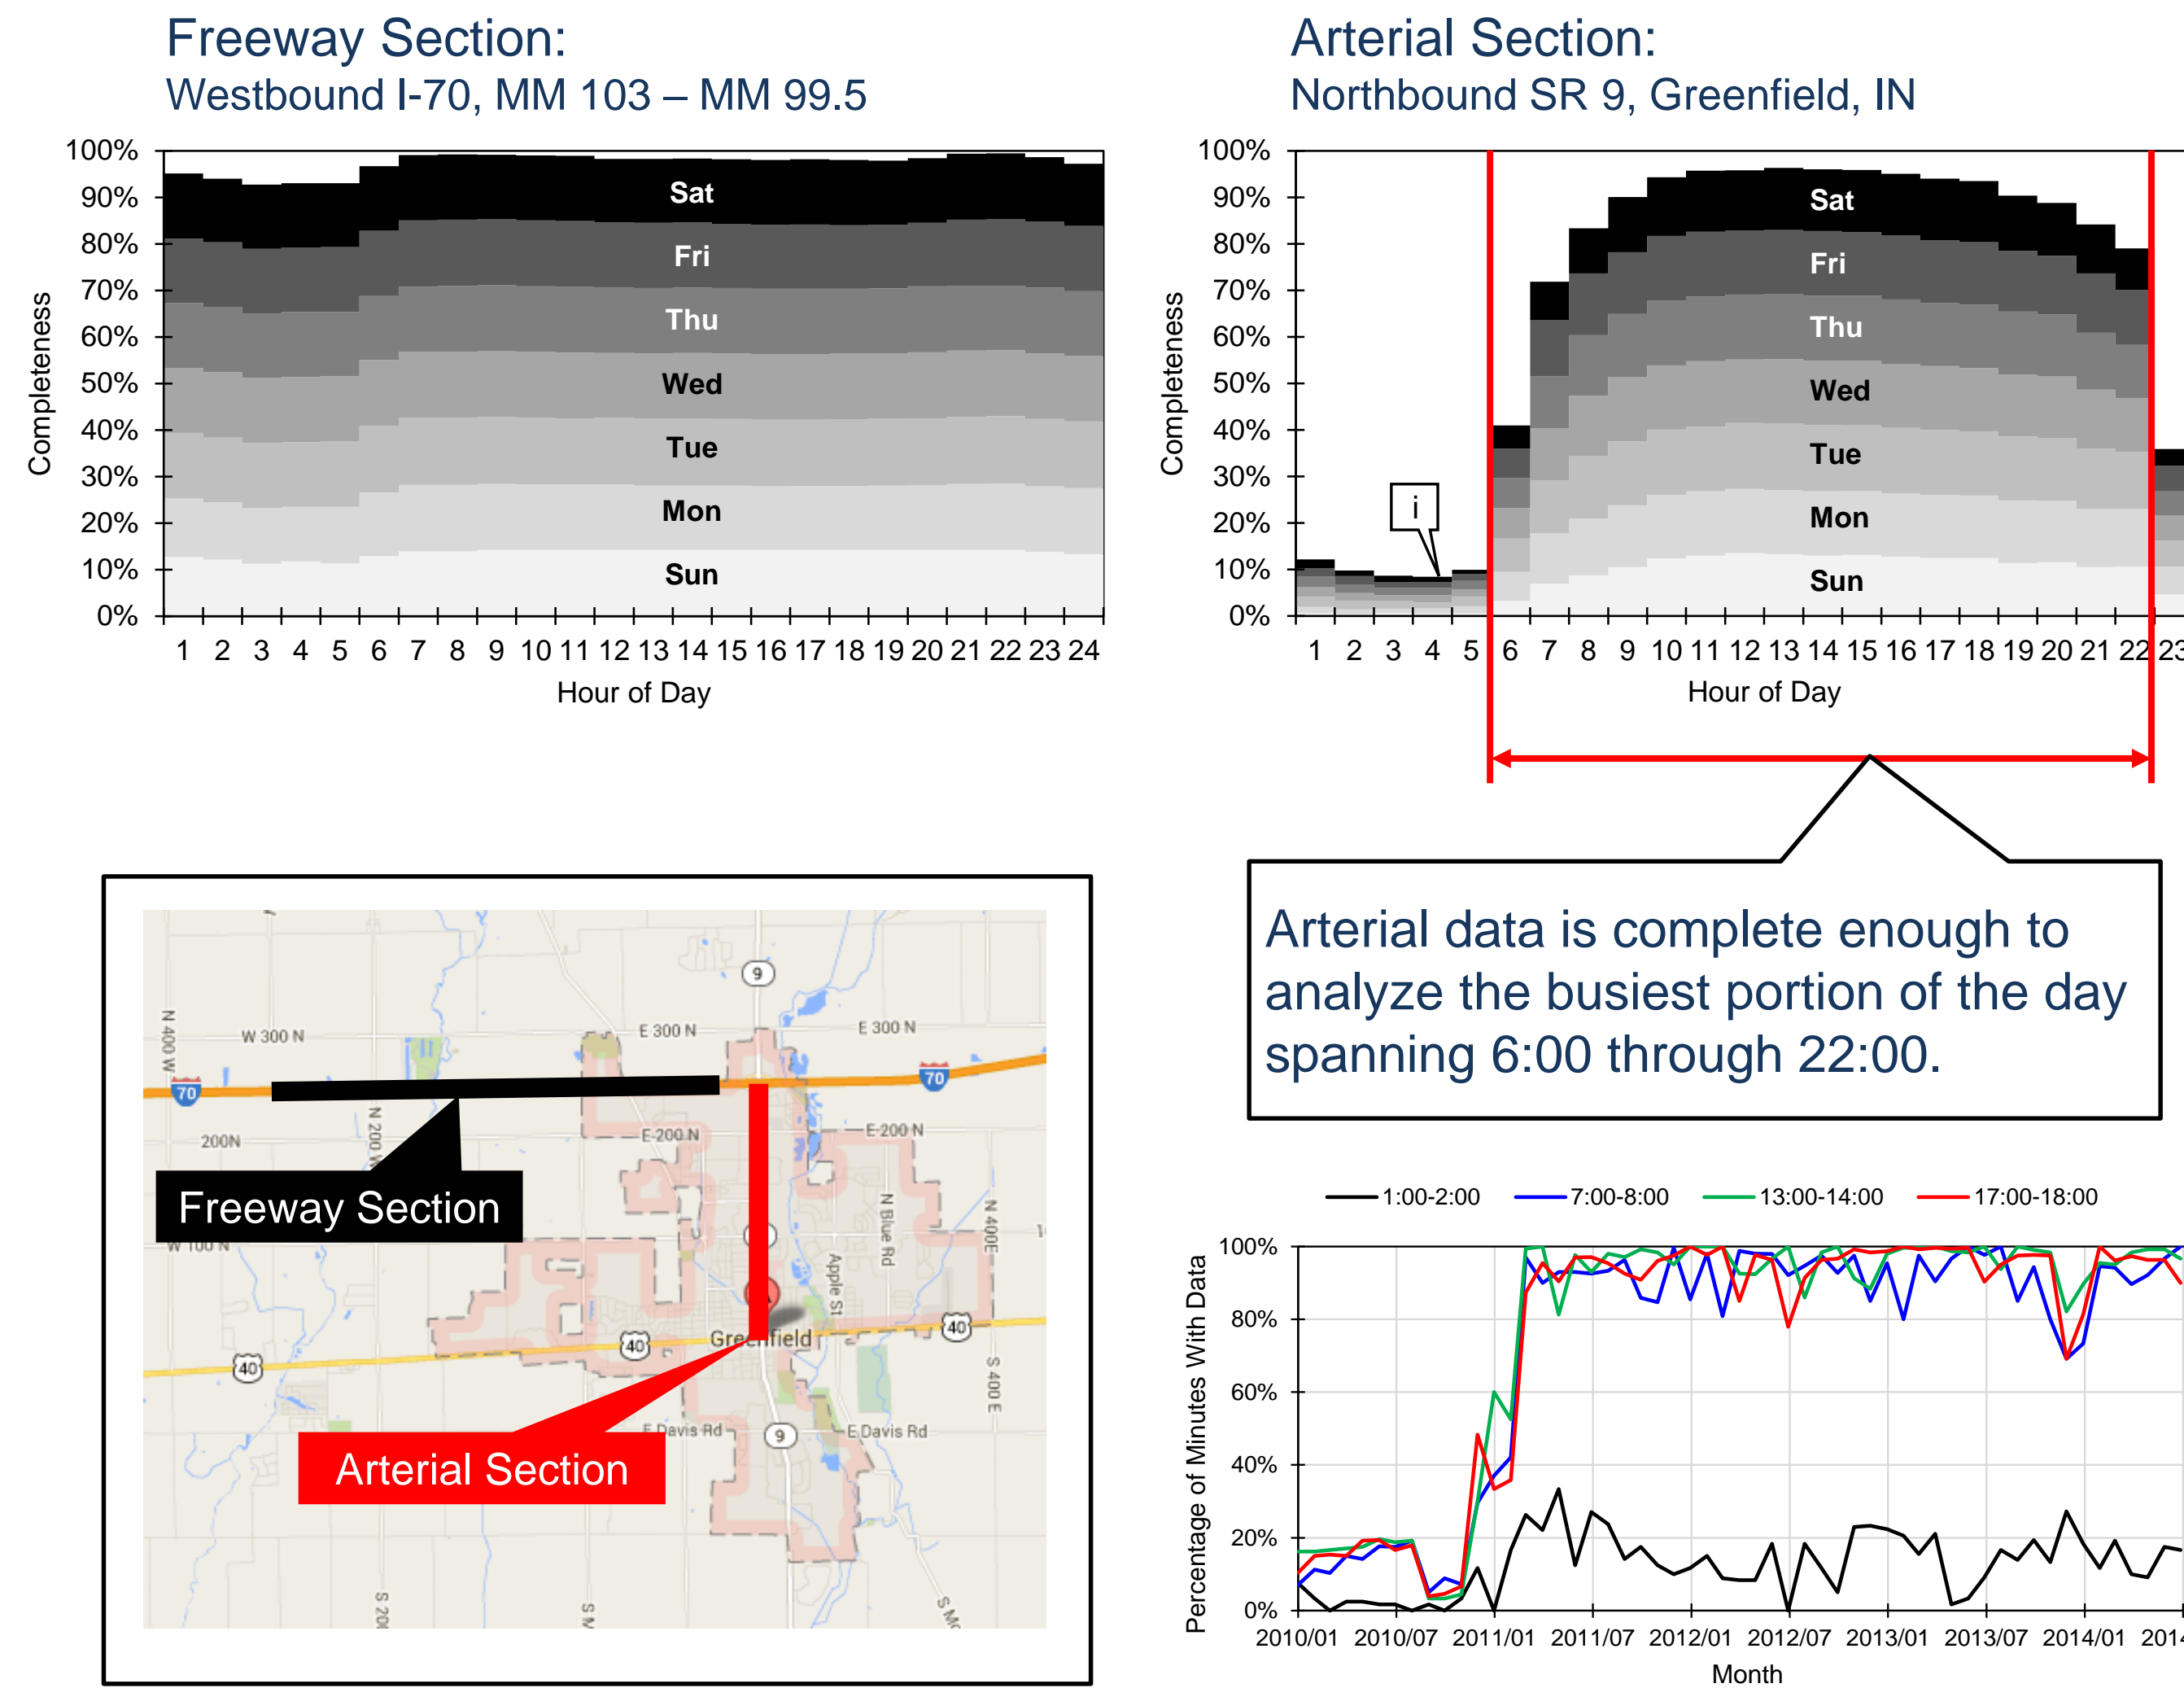 Freeway Section:
Westbound I-70, MM 103 – MM 99.5
100%
90%
80%
70%
60%
50%
40%
30%
20%
10%
0%
Completeness
Sat
Fri
Thu
Wed
Tue
Mon
Sun
1 2 3 4 5 6 7 8 9 10 11 12 13 14 15 16 17 18 19 20 21 22 23 24
Hour of Day
Arterial Section:
Northbound SR 9, Greenfield, IN
100%
90%
80%
70%
60%
50%
40%
30%
20%
10%
0%
Completeness
i
Sat
Fri
Thu
Wed
Tue
Mon
Sun
1 2 3 4 5 6 7 8 9 10 11 12 13 14 15 16 17 18 19 20 21 22 23
Hour of Day
Arterial data is complete enough to
analyze the busiest portion of the day
spanning 6:00 through 22:00.
9
N 400 W
W 300 N
E 300 N
E 300 N
70
70
200N
N 200 W
E 200 N
E 200 N
Freeway Section
W 100 N
N Blue Rd
N 400E
Apple St
40
40
40
Greenfield
S 400 E
E Davis Rd
9
E Davis Rd
Arterial Section
S 200
S M
1:00-2:00 7:00-8:00 13:00-14:00 17:00-18:00
100%
80%
60%
40%
20%
0%
Percentage of Minutes With Data
2010/01 2010/07 2011/01 2011/07 2012/01 2012/07 2013/01 2013/07 2014/01 2014
Month